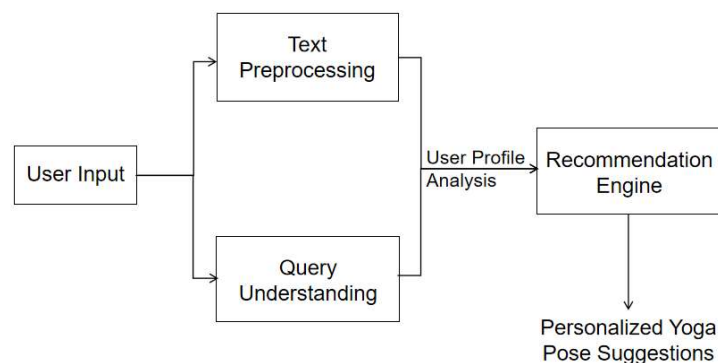 Text
Preprocessing
User Input
User Profile
Analysis
Recommendation
Engine
Query
Understanding
Personalized Yoga
Pose Suggestions